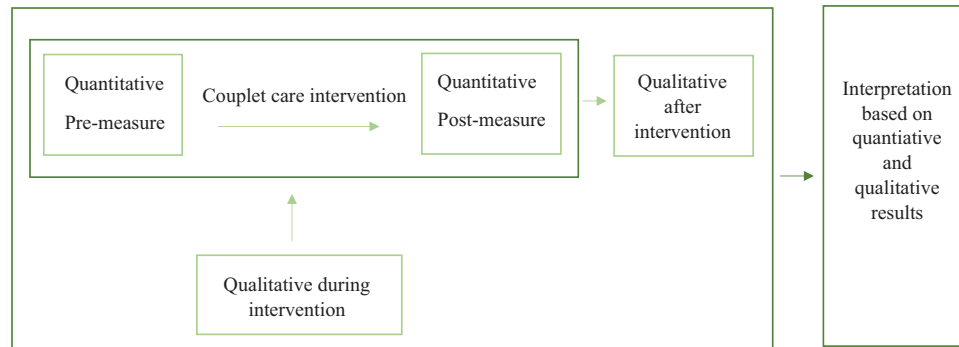 Quantitative
Pre-measure
Couplet care intervention
Quantitative
Post-measure
Qualitative
after
intervention
Qualitative during
intervention
Interpretation
based on
quantiative
and
qualitative
results